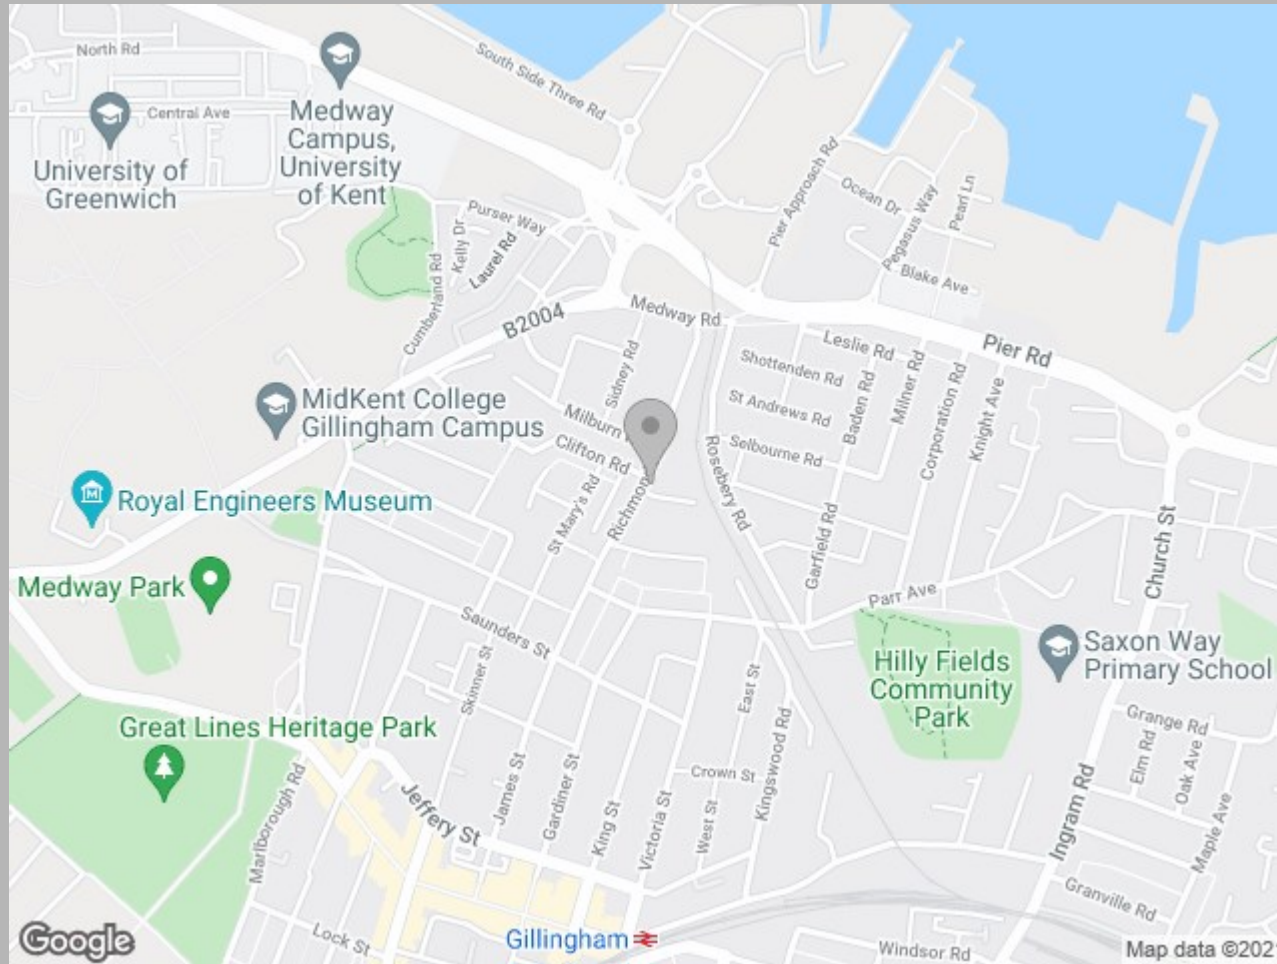 North Rd
Central Ave
University of
Greenwich
Medway
Campus,
University
of Kent
South Side Three Rd
Purser Way
Kelly Dr
Laurel Rd
Cumberland Rd
B2004
Medway Rd
Pier Approach Rd
Ocean Dr
Pegasus Way
Pearl Ln
Blake Ave
Pier Rd
Leslie Rd
Shottenden Rd
St Andrews Rd
Selbourne Rd
Baden Rd
Milner Rd
Corporation Rd
Knight Ave
Sidney Rd
Milburn
Clifton Rd
Richmon
St Mary's Rd
Rosebery Rd
Garfield Rd
Church St
MidKent College
Gillingham Campus
Royal Engineers Museum
Medway Park
Parr Ave
Saunders St
Skinner St
Hilly Fields
Community
Park
Saxon Way
Primary School
Grange Rd
Elm Rd
Oak Ave
Maple Ave
Ingram Rd
Granville Rd
East St
Kingswood Rd
Crown St
West St
Victoria St
King St
Gardiner St
James St
Jeffery St
Great Lines Heritage Park
Marlborough Rd
Lock St
Gillingham
Windsor Rd
Google
Map data ©202